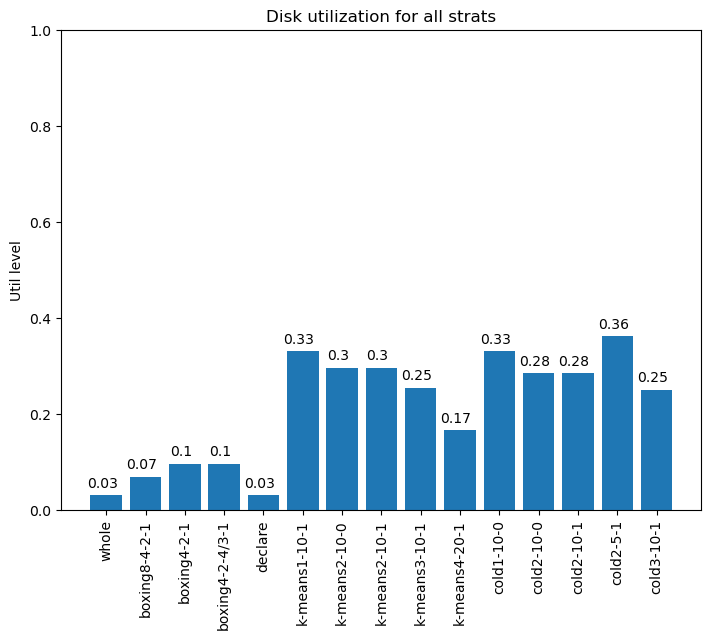 Disk utilization for all strats
Util level
1.0
0.8
0.6
0.4
0.2
0.0
0.03
0.07
0.1
0.1
0.03
0.33
0.3
0.3
0.25
0.17
0.33
0.28
0.28
0.36
0.25
whole
boxing8-4-2-1
boxing4-2-1
boxing4-2-4/3-1
declare
k-means1-10-1
k-means2-10-0
k-means2-10-1
k-means3-10-1
k-means4-20-1
cold1-10-0
cold2-10-0
cold2-10-1
cold2-5-1
cold3-10-1